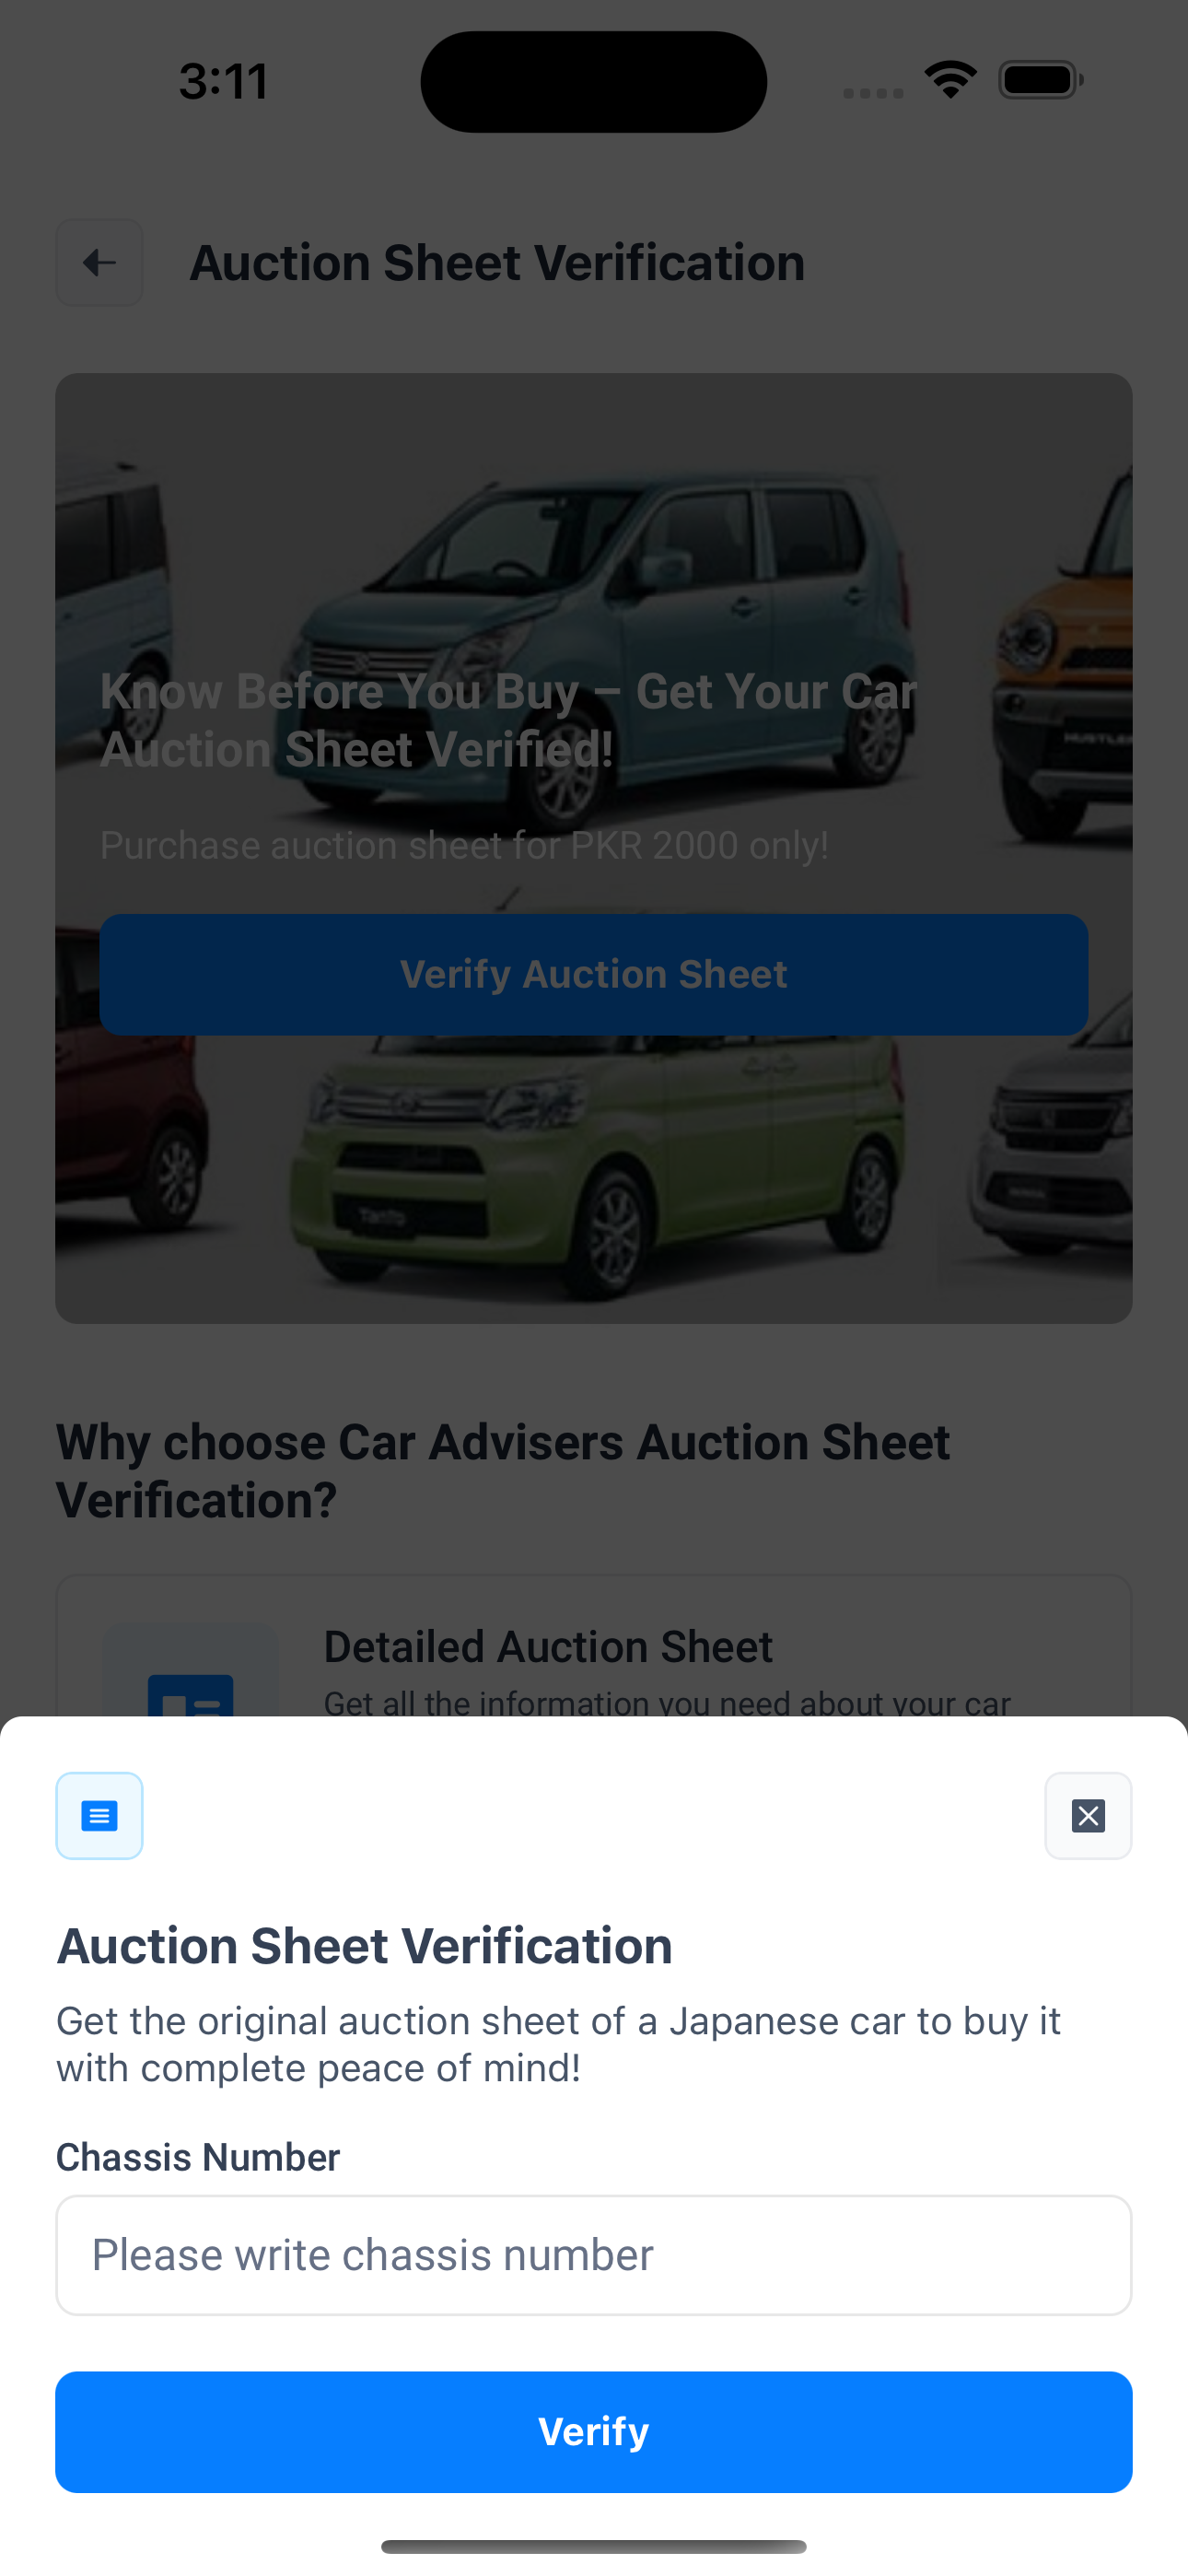 3:11
Auction Sheet Verification
Know Before You Buy – Get Your Car
Auction Sheet Verified!
Purchase auction sheet for PKR 2000 only!
Verify Auction Sheet
HUSTLER
Tanto
Why choose Car Advisers Auction Sheet
Verification?
Detailed Auction Sheet
Get all the information you need about your car
Auction Sheet Verification
Get the original auction sheet of a Japanese car to buy it
with complete peace of mind!
Chassis Number
Please write chassis number
Verify